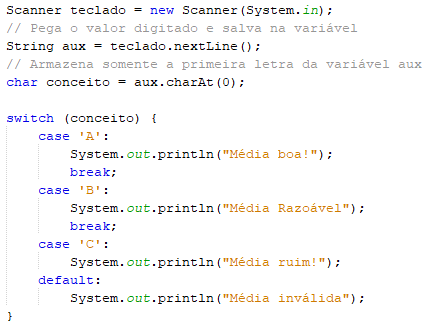 Scanner teclado = new Scanner(System.in);
// Pega o valor digitado e salva na variável
String aux = teclado.nextLine();
// Armazena somente a primeira letra da variável aux
char conceito = aux.charAt(0);
switch (conceito) {
case 'A':
System.out.println("Média boa!");
break;
case 'B':
System.out.println("Média Razoável");
break;
case 'C':
System.out.println("Média ruim!");
default:
System.out.println("Média inválida");
}